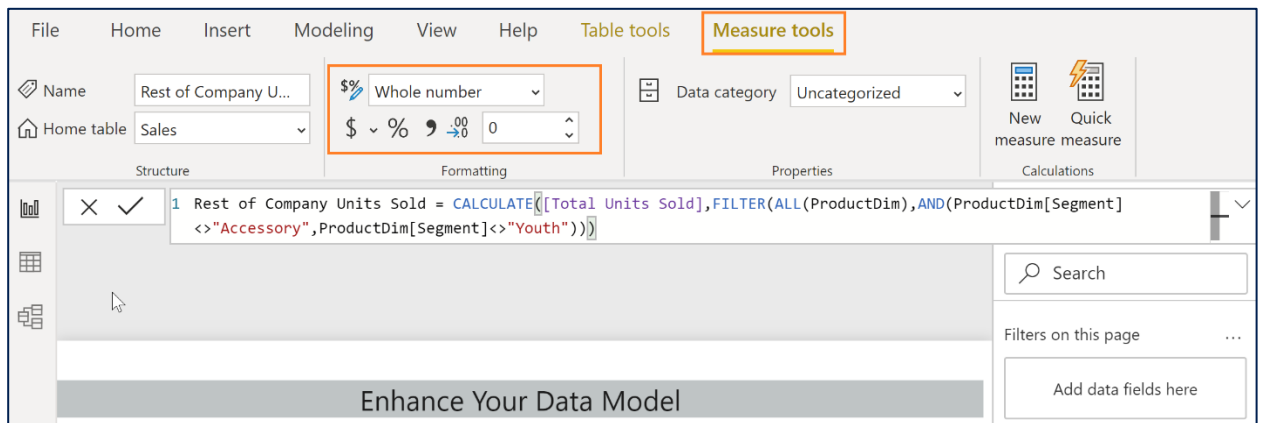 File Home Insert Modeling View Help Table tools Measure tools
Name Rest of Company U...
Home table Sales
Structure
$% Whole number
$ % 9 .00 →.0 0
Formatting
Data category Uncategorized
Properties
New measure
Quick measure
Calculations
1 Rest of Company Units Sold = CALCULATE([Total Units Sold],FILTER(ALL(ProductDim),AND(ProductDim[Segment]
<>"Accessory",ProductDim[Segment]<>"Youth")))
Search
Filters on this page ...
Add data fields here
Enhance Your Data Model